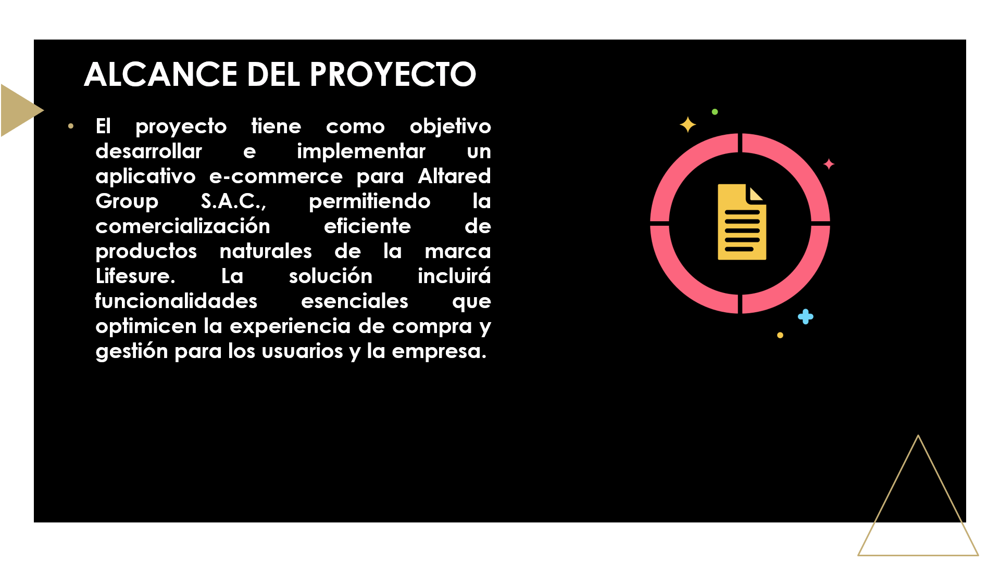 ALCANCE DEL PROYECTO
• El proyecto tiene como objetivo
desarrollar e implementar un
aplicativo e-commerce para Altared
Group S.A.C., permitiendo la
comercialización eficiente de
productos naturales de la marca
Lifesure. La solución incluirá
funcionalidades esenciales que
optimicen la experiencia de compra y
gestión para los usuarios y la empresa.